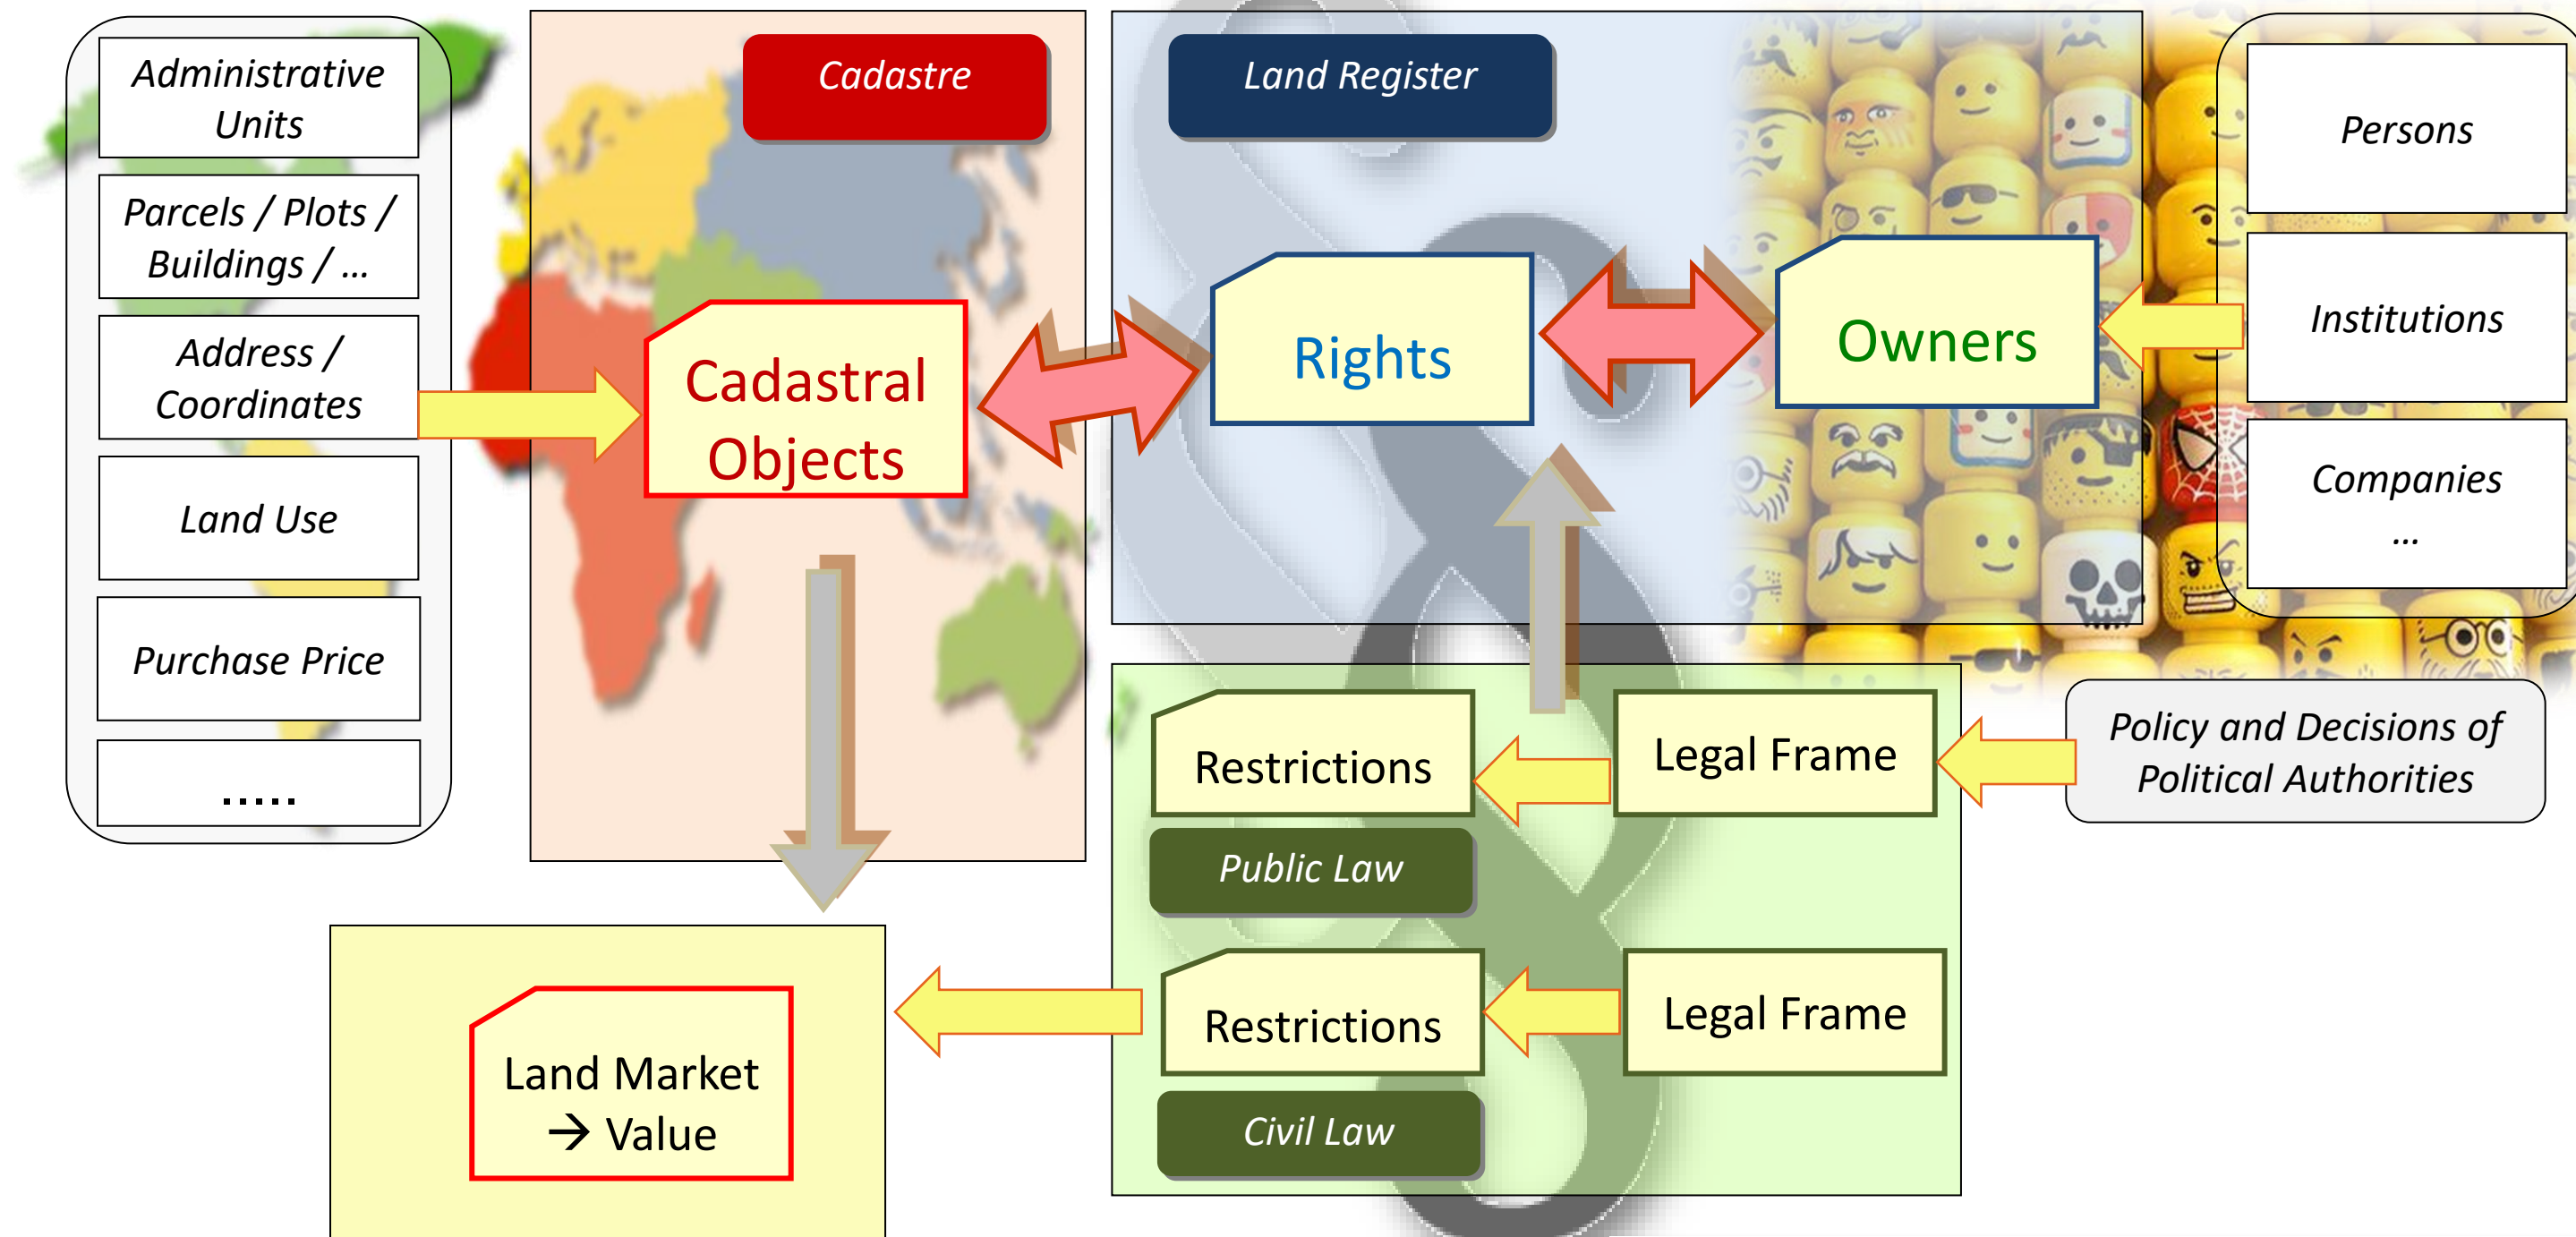 Administrative
Units
Parcels / Plots /
Buildings / ...
Address /
Coordinates
Land Use
Purchase Price
.....
Cadastre
Cadastral
Objects
Land Register
Rights
Owners
Persons
Institutions
Companies
...
Restrictions
Legal Frame
Policy and Decisions of
Political Authorities
Public Law
Restrictions
Legal Frame
Civil Law
Land Market
→ Value